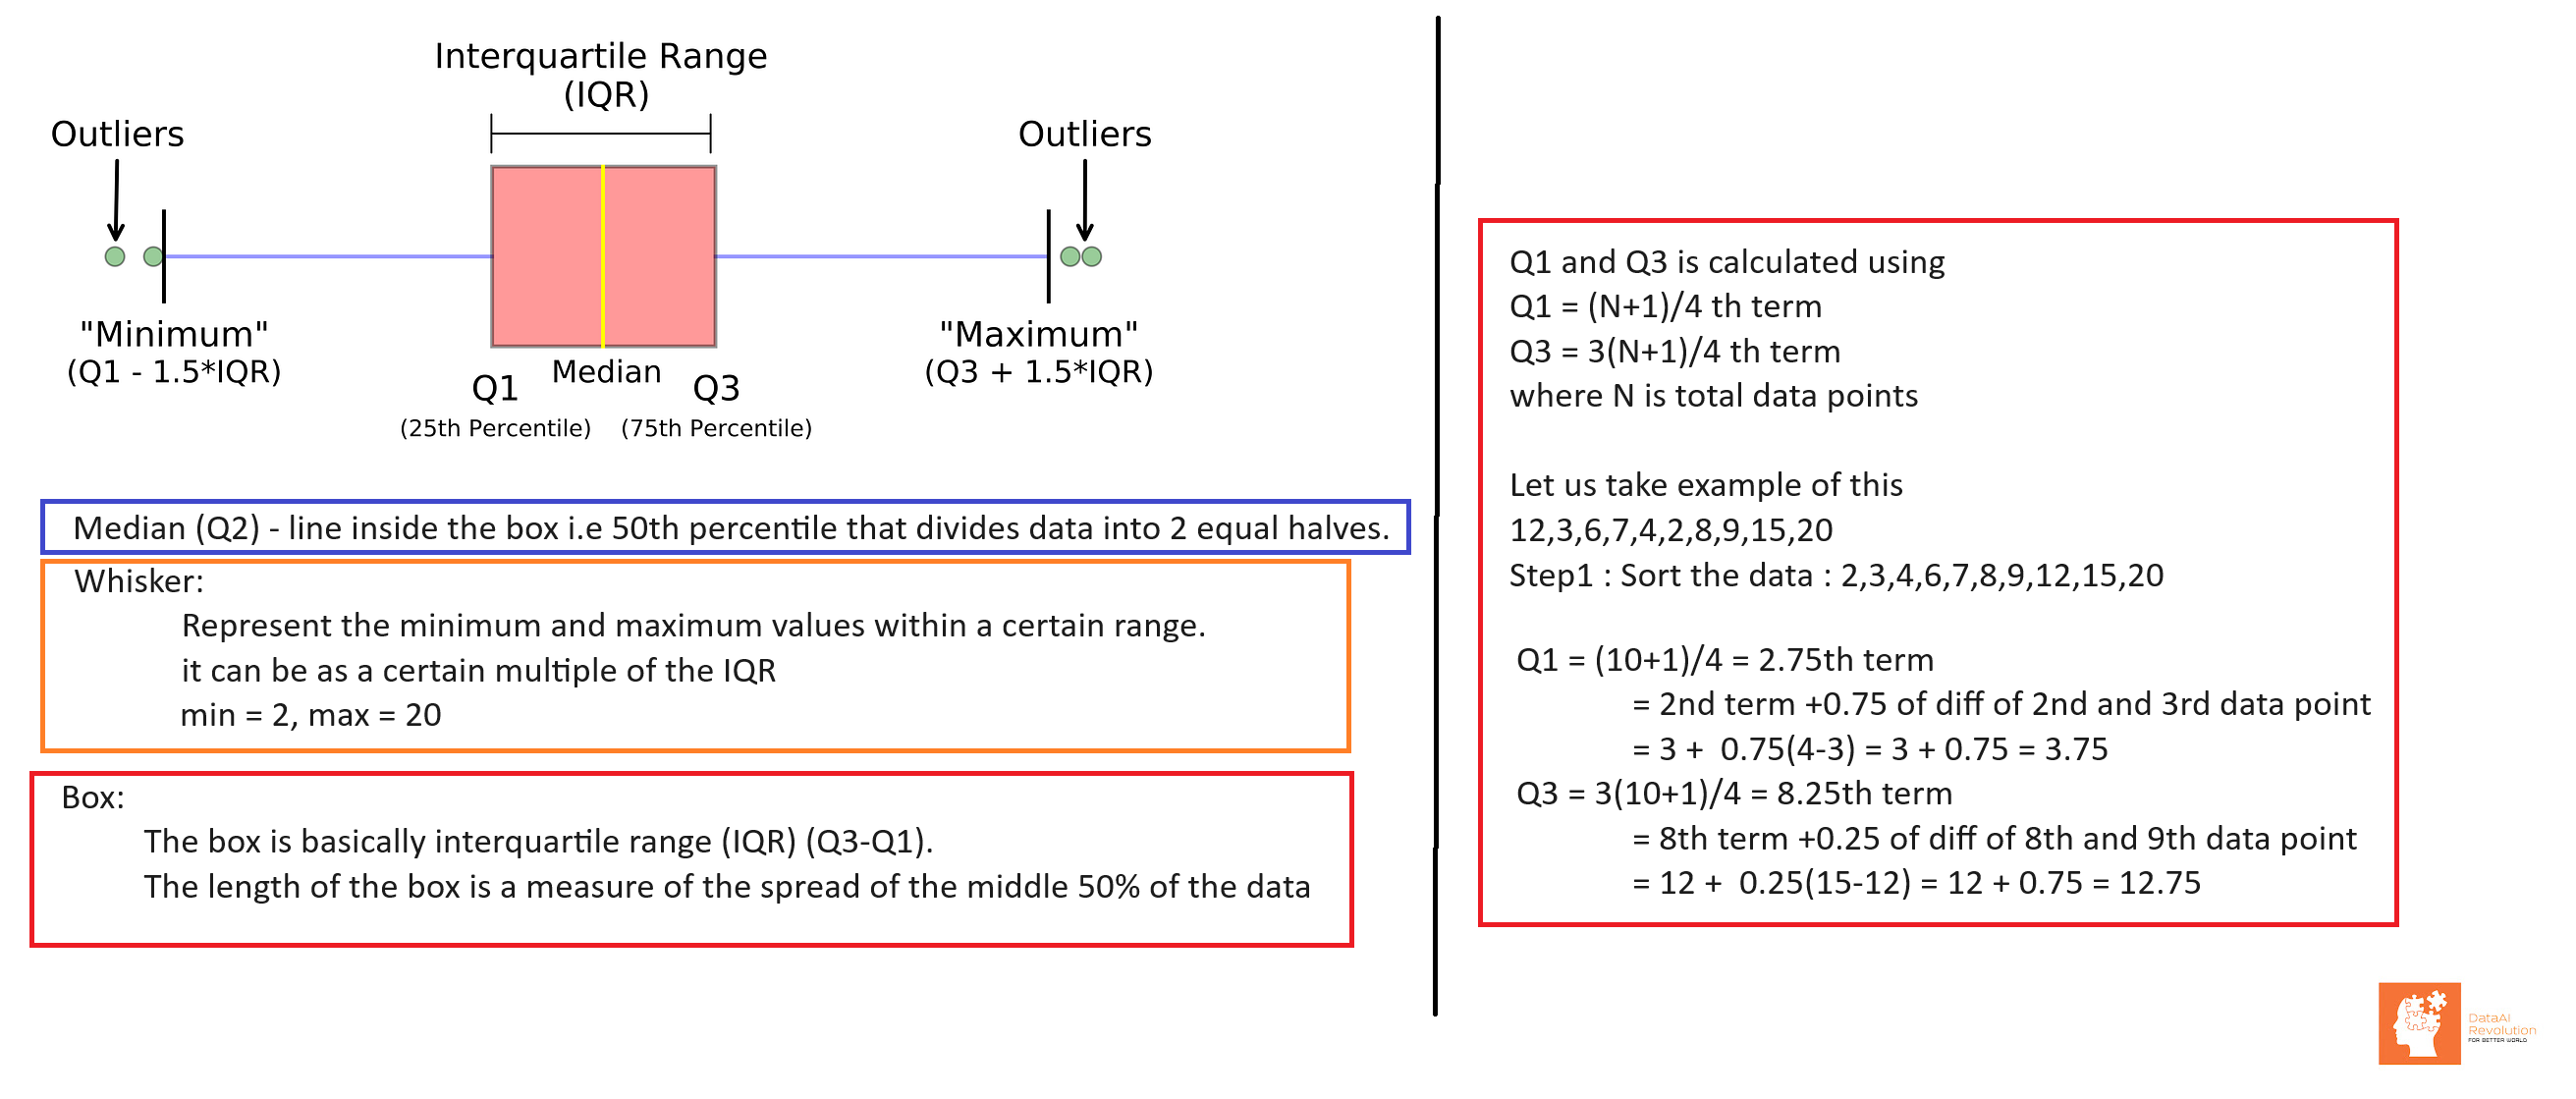 Interquartile Range
(IQR)
Outliers
Outliers
"Minimum"
(Q1 - 1.5*IQR)
"Maximum"
(Q3 + 1.5*IQR)
Median
Q1
Q3
(25th Percentile)
(75th Percentile)
Median (Q2) - line inside the box i.e 50th percentile that divides data into 2 equal halves.
Whisker:
Represent the minimum and maximum values within a certain range.
it can be as a certain multiple of the IQR
min = 2, max = 20
Box:
The box is basically interquartile range (IQR) (Q3-Q1).
The length of the box is a measure of the spread of the middle 50% of the data
Q1 and Q3 is calculated using
Q1 = (N+1)/4 th term
Q3 = 3(N+1)/4 th term
where N is total data points
Let us take example of this
12,3,6,7,4,2,8,9,15,20
Step1 : Sort the data : 2,3,4,6,7,8,9,12,15,20
Q1 = (10+1)/4 = 2.75th term
= 2nd term +0.75 of diff of 2nd and 3rd data point
= 3 + 0.75(4-3) = 3 + 0.75 = 3.75
Q3 = 3(10+1)/4 = 8.25th term
= 8th term +0.25 of diff of 8th and 9th data point
= 12 + 0.25(15-12) = 12 + 0.75 = 12.75
DataAI
Revolution
FOR BETTER WORLD